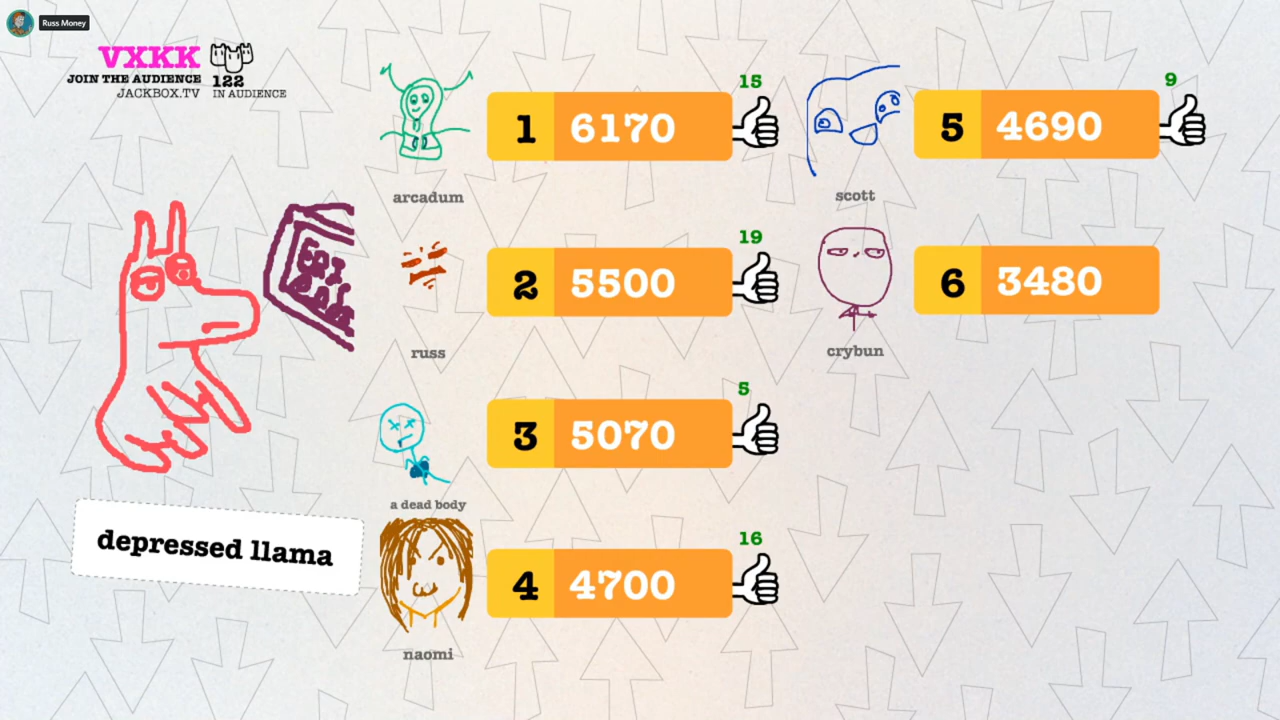 Russ Money
VXKK
JOIN THE AUDIENCE
JACKBOX.TV
122
IN AUDIENCE
depressed llama
1 6170
15
arcadum
2 5500
19
russ
3 5070
5
a dead body
4 4700
16
naomi
5 4690
9
scott
6 3480
crybun